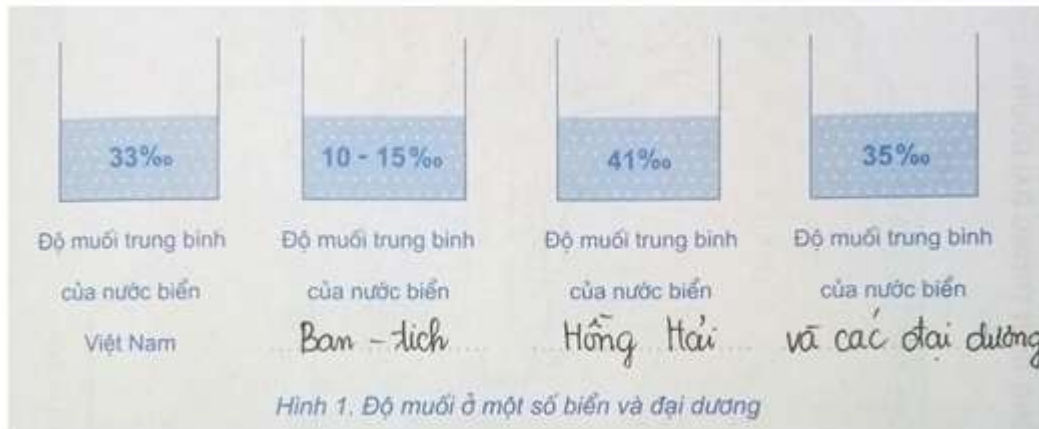 33‰ 10 - 15‰ 41‰ 35‰
Độ muối trung bình Độ muối trung bình Độ muối trung bình Độ muối trung bình
của nước biển của nước biển của nước biển của nước biển
Việt Nam Ban - tích Hồng Hải và các đại dương
Hình 1. Độ muối ở một số biển và đại dương